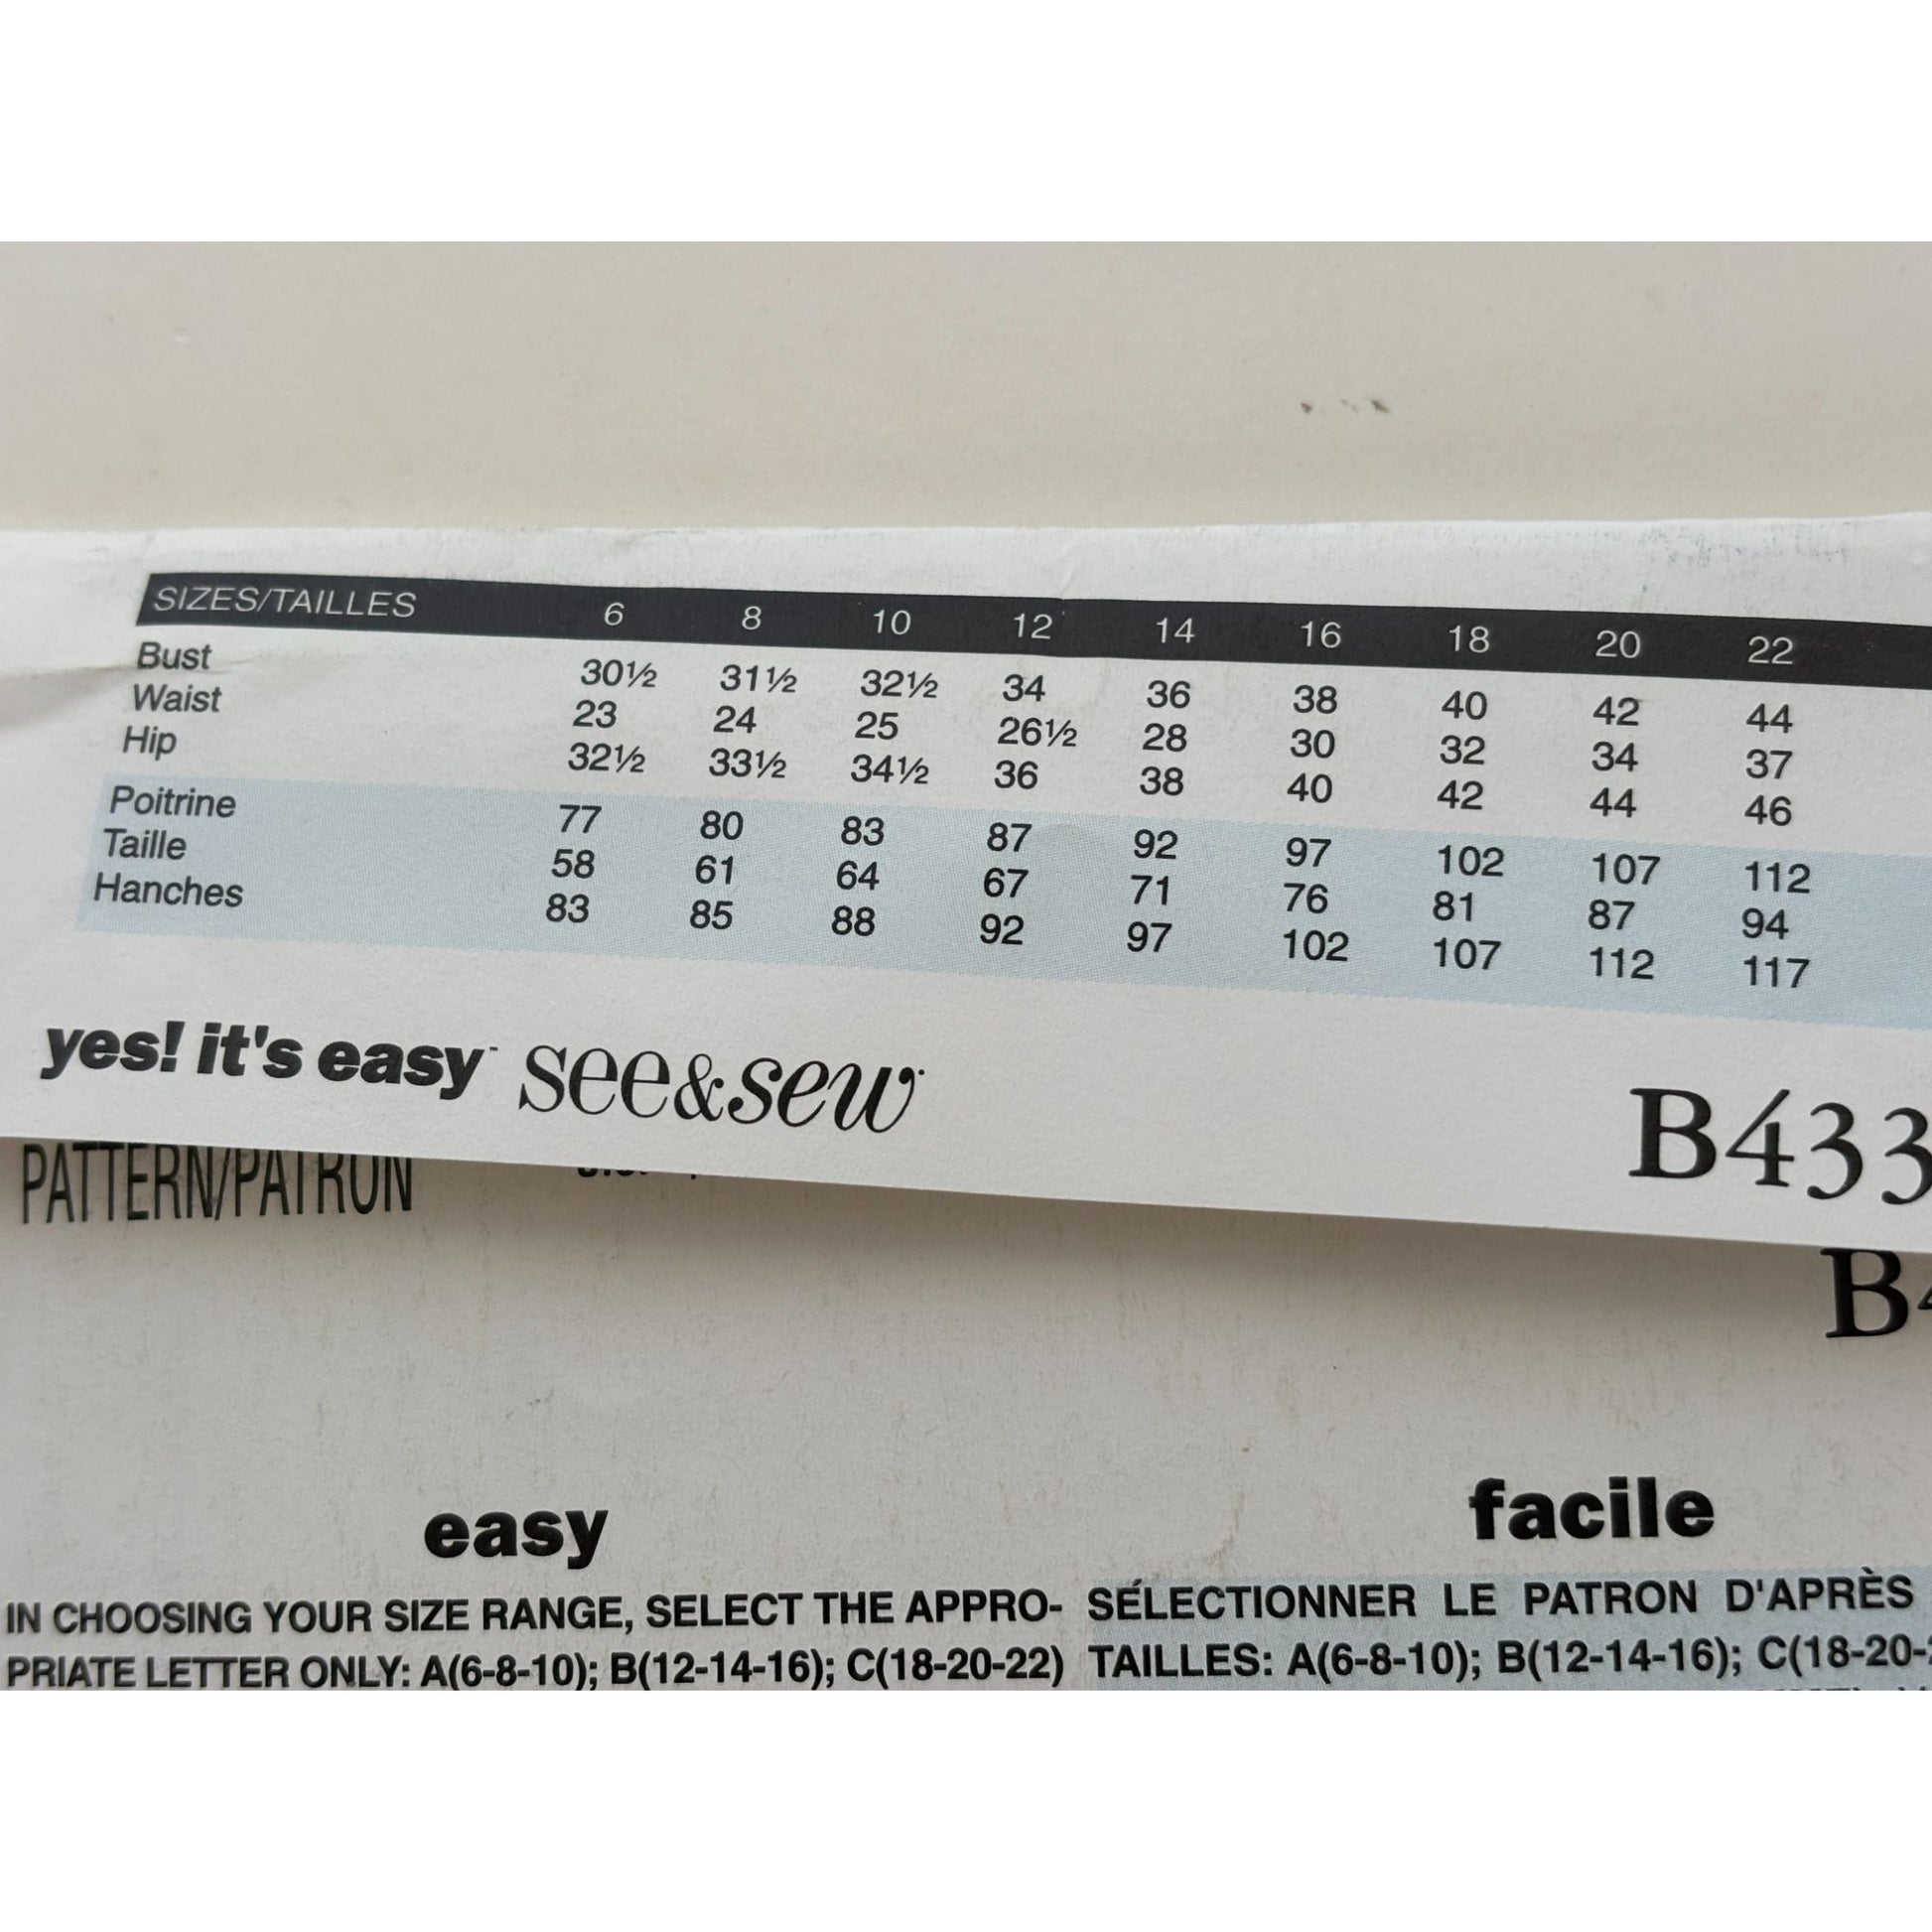 SIZES/TAILLES 6 8 10 12 14 16 18 20 22
Bust 30½ 31½ 32½ 34 36 38 40 42 44
Waist 23 24 25 26½ 28 30 32 34 37
Hip 32½ 33½ 34½ 36 38 40 42 44 46
Poitrine 77 80 83 87 92 97 102 107 112
Taille 58 61 64 67 71 76 81 87 94
Hanches 83 85 88 92 97 102 107 112 117
yes! it's easy™ see&sew B433
PATTERN/PATRON
B4
easy facile
IN CHOOSING YOUR SIZE RANGE, SELECT THE APPRO- SÉLECTIONNER LE PATRON D'APRÈS
PRIATE LETTER ONLY: A(6-8-10); B(12-14-16); C(18-20-22) TAILLES: A(6-8-10); B(12-14-16); C(18-20-